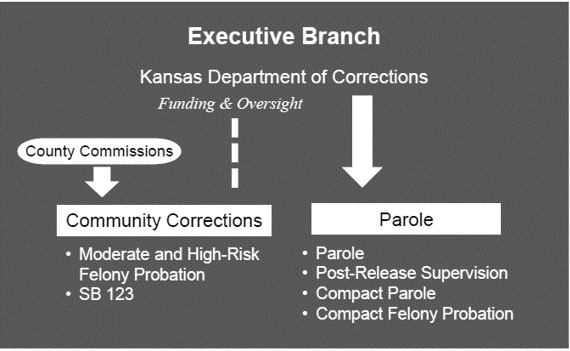 Executive Branch
Kansas Department of Corrections
Funding & Oversight
County Commissions
Community Corrections
• Moderate and High-Risk
Felony Probation
• SB 123
Parole
• Parole
• Post-Release Supervision
• Compact Parole
• Compact Felony Probation